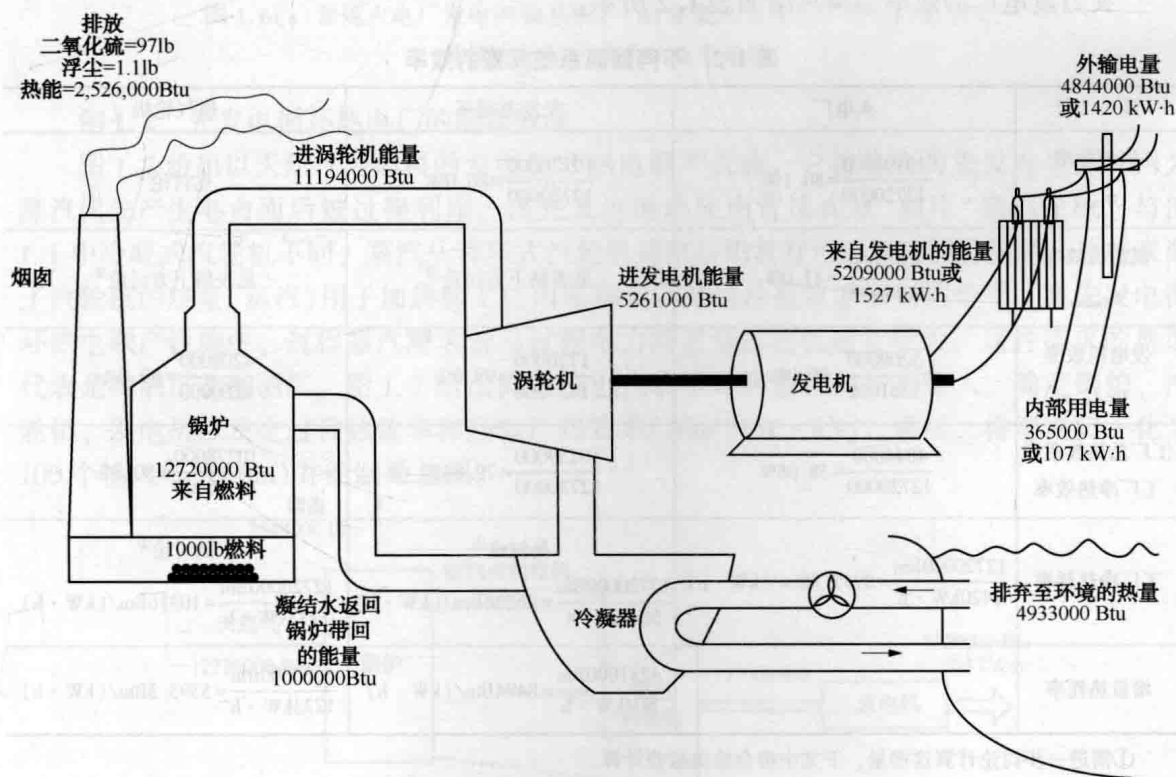 排放
二氧化硫=97lb
浮尘=1.1lb
热能=2,526,000Btu
进涡轮机能量
11194000 Btu
外输电量
4844000 Btu
或1420 kW·h
烟囱
进发电机能量
5261000 Btu
来自发电机的能量
5209000 Btu或
1527 kW·h
涡轮机
发电机
锅炉
12720000 Btu
来自燃料
1000lb燃料
内部用电量
365000 Btu
或107 kW·h
凝结水返回
锅炉带回
的能量
1000000Btu
冷凝器
排弃至环境的热量
4933000 Btu